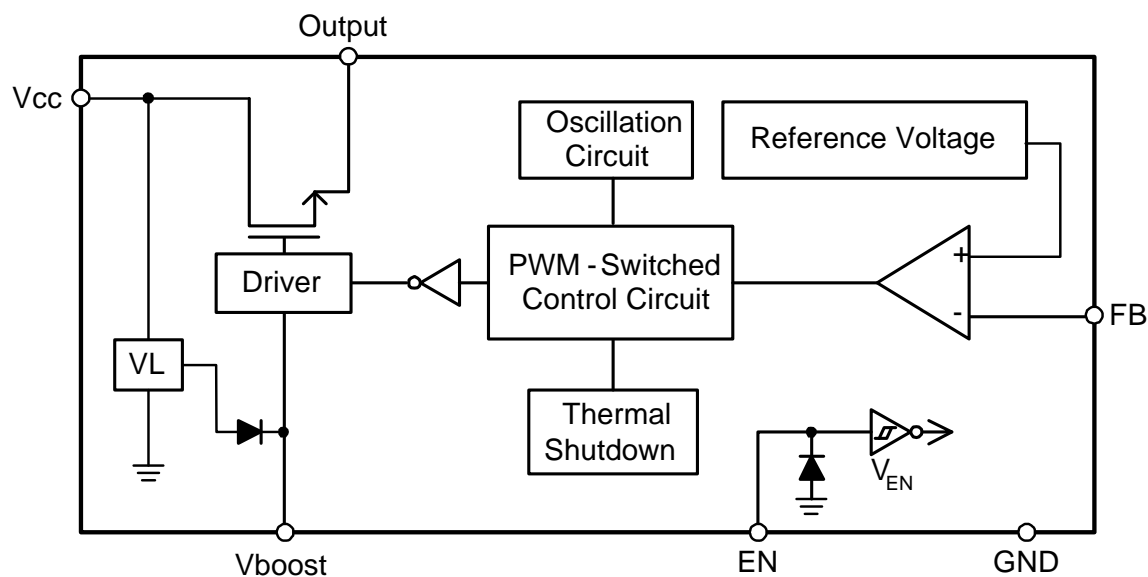 Output
Vcc
Oscillation
Circuit
Reference Voltage
PWM - Switched
Control Circuit
+
-
Driver
FB
VL
Thermal
Shutdown
VEN
Vboost
EN
GND